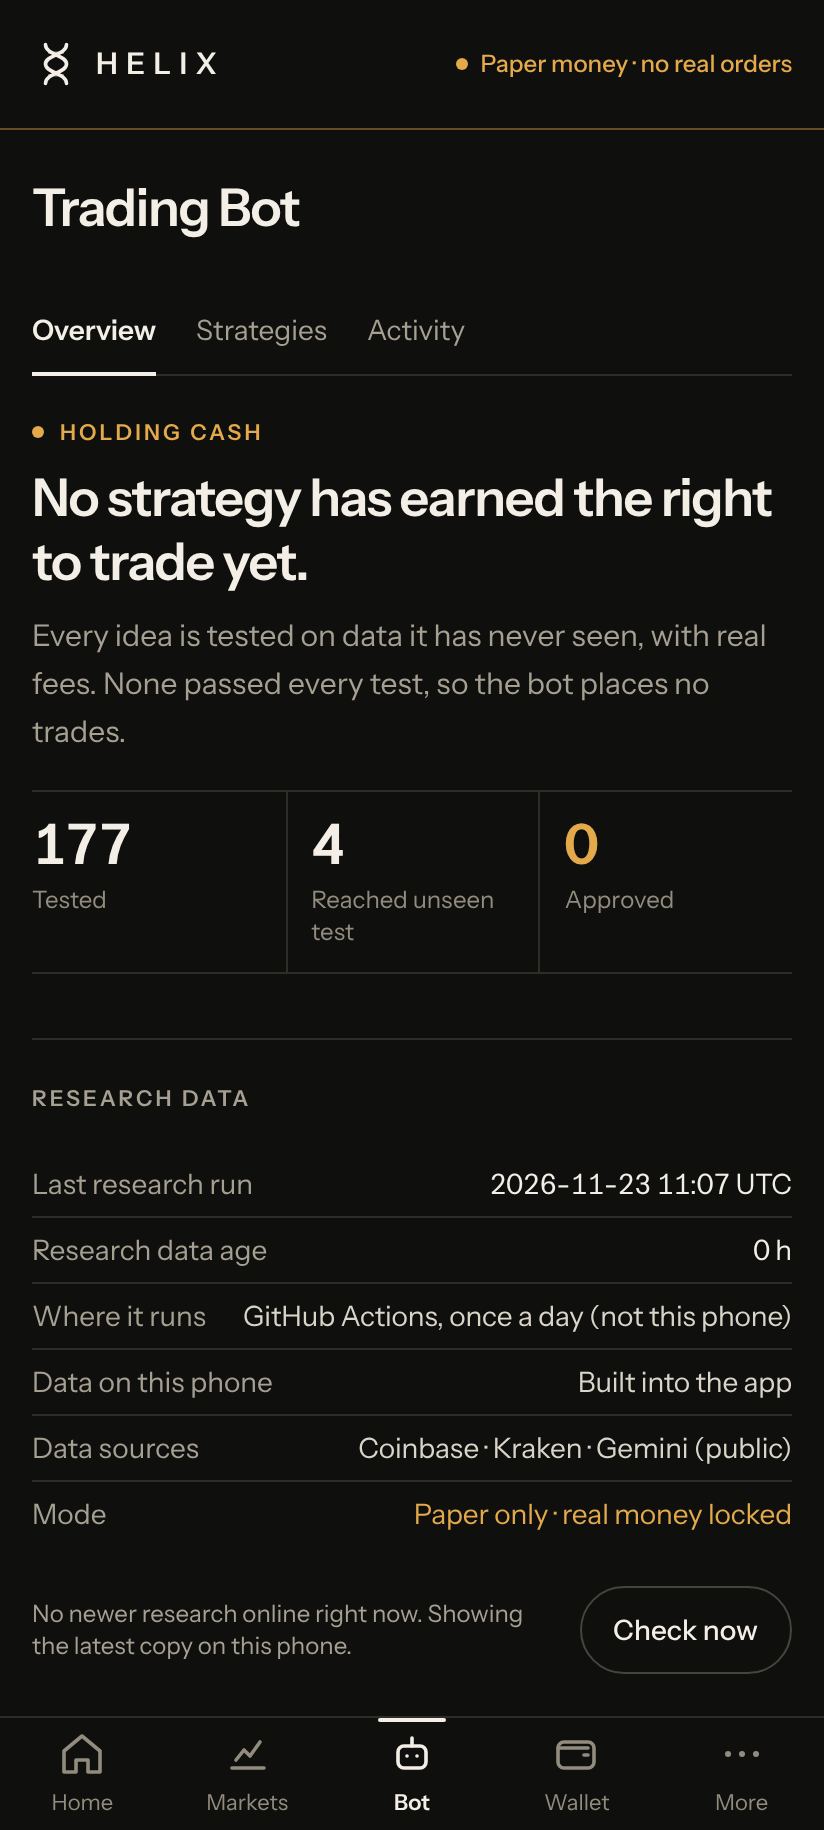 HELIX
Paper money · no real orders
Trading Bot
Overview Strategies Activity
HOLDING CASH
No strategy has earned the right
to trade yet.
Every idea is tested on data it has never seen, with real
fees. None passed every test, so the bot places no
trades.
177 4 0
Tested Reached unseen Approved
test
RESEARCH DATA
Last research run 2026-11-23 11:07 UTC
Research data age 0 h
Where it runs GitHub Actions, once a day (not this phone)
Data on this phone Built into the app
Data sources Coinbase · Kraken · Gemini (public)
Mode Paper only · real money locked
No newer research online right now. Showing
the latest copy on this phone.
Check now
Home Markets Bot Wallet More